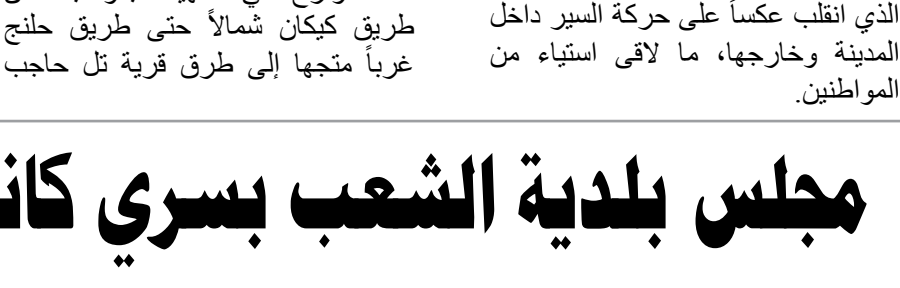 الذي انقلب عكساً على حركة السير داخل
المدينة وخارجها، ما لاقى استياء من
المواطنين.
طريق كيكان شمالاً حتى طريق حلنج
غرباً متجها إلى طرق قرية تل حاجب
مجلس بلدية الشعب بسري